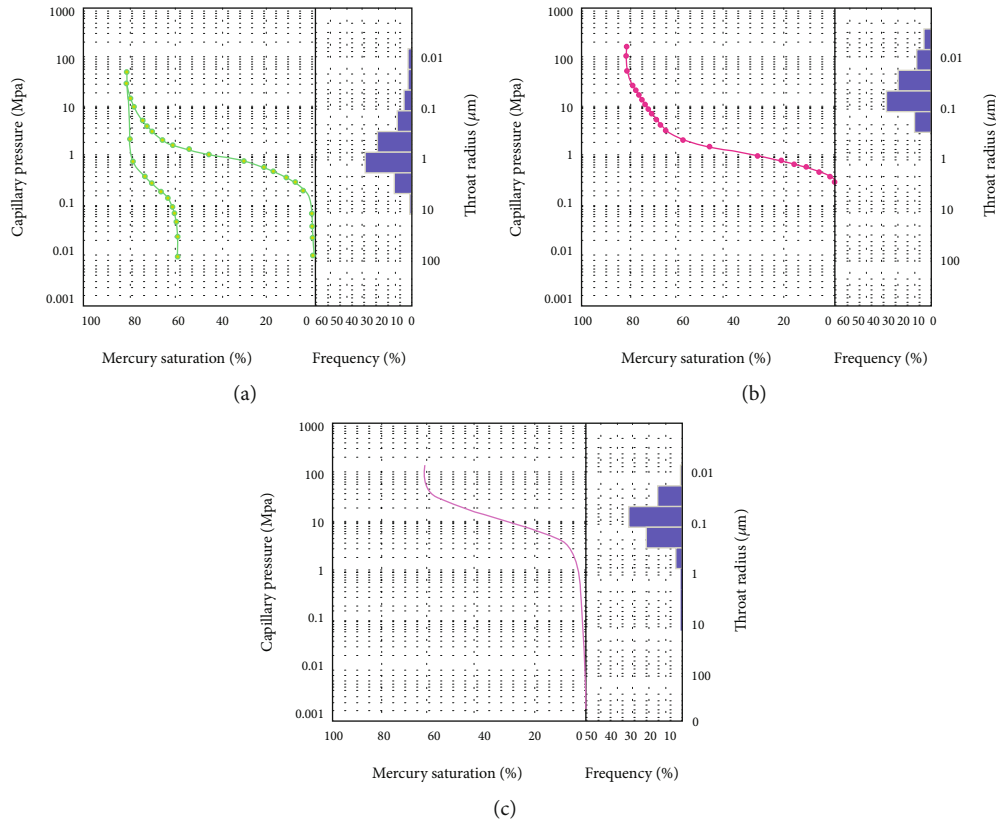 1000
100
10
1
0.1
0.01
0.001
Capillary pressure (Mpa)
100 80 60 40 20 0
Mercury saturation (%)
60 50 40 30 20 10 0
Frequency (%)
0.01
0.1
1
10
100
Throat radius (μm)
(a)
1000
100
10
1
0.1
0.01
0.001
Capillary pressure (Mpa)
100 80 60 40 20 0
Mercury saturation (%)
60 50 40 30 20 10 0
Frequency (%)
0.01
0.1
1
10
100
Throat radius (μm)
(b)
1000
100
10
1
0.1
0.01
0.001
Capillary pressure (Mpa)
100 80 60 40 20 0
Mercury saturation (%)
50 40 30 20 10
Frequency (%)
0.01
0.1
1
10
100
0
Throat radius (μm)
(c)